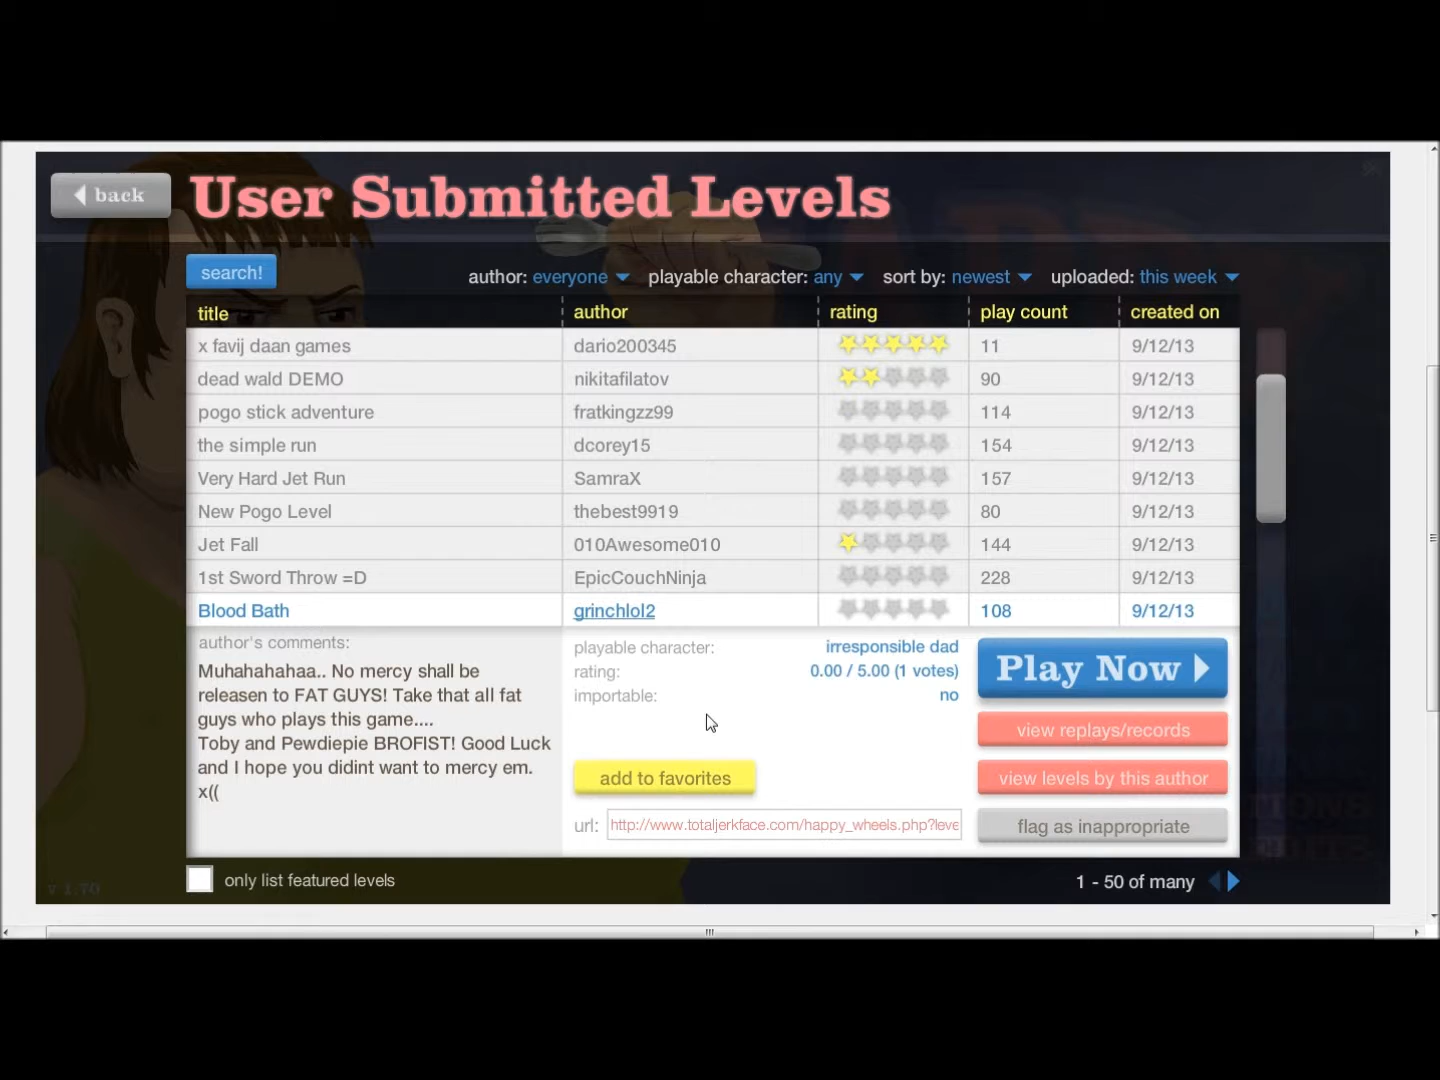 back
User Submitted Levels
search!
author: everyone
playable character: any
sort by: newest
uploaded: this week
title author rating play count created on
x favij daan games dario200345 11 9/12/13
dead wald DEMO nikitafilatov 90 9/12/13
pogo stick adventure fratkingzz99 114 9/12/13
the simple run dcorey15 154 9/12/13
Very Hard Jet Run SamraX 157 9/12/13
New Pogo Level thebest9919 80 9/12/13
Jet Fall 010Awesome010 144 9/12/13
1st Sword Throw =D EpicCouchNinja 228 9/12/13
Blood Bath grinchlol2 108 9/12/13
author's comments:
Muhahahahaa.. No mercy shall be
releasen to FAT GUYS! Take that all fat
guys who plays this game....
Toby and Pewdiepie BROFIST! Good Luck
and I hope you didint want to mercy em.
x((
playable character: irresponsible dad
rating: 0.00 / 5.00 (1 votes)
importable: no
add to favorites
url: http://www.totaljerkface.com/happy_wheels.php?leve
Play Now
view replays/records
view levels by this author
flag as inappropriate
only list featured levels
1 - 50 of many
v 1.70